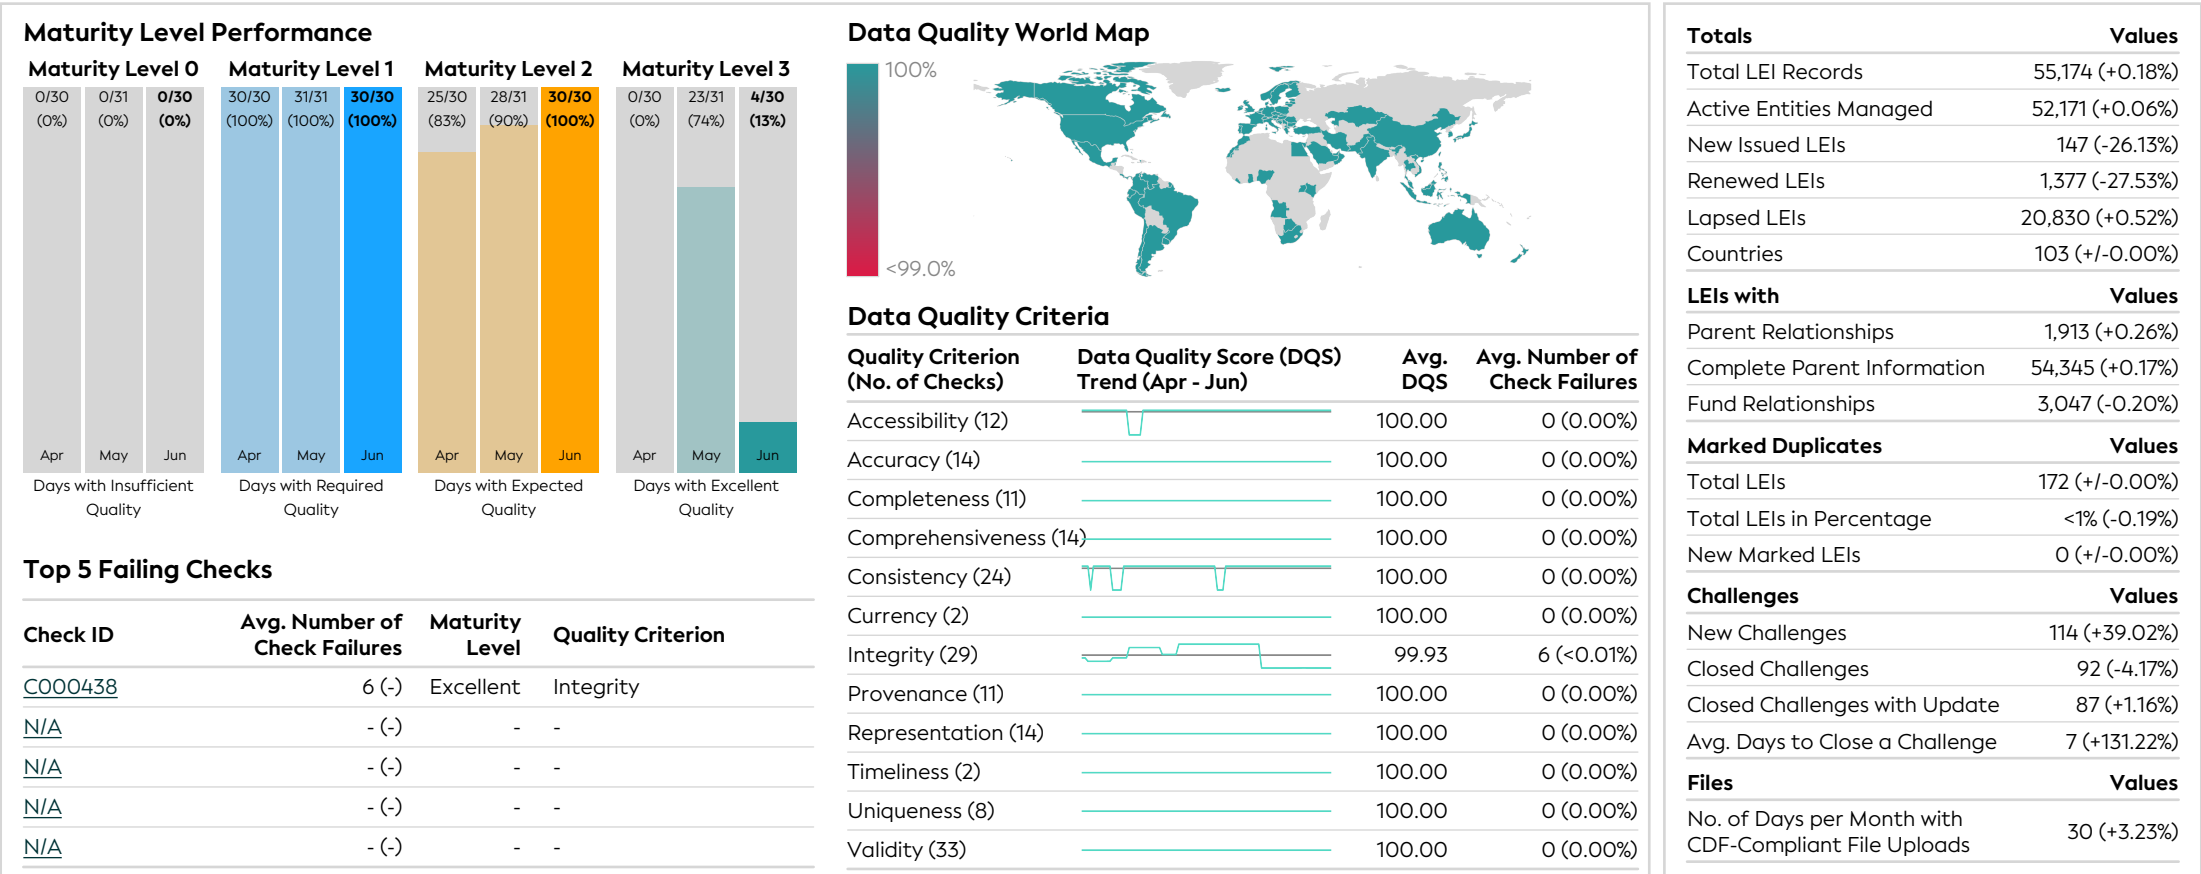 Maturity Level Performance
Maturity Level 0 Maturity Level 1 Maturity Level 2 Maturity Level 3
0/30 0/31 0/30 30/30 31/31 30/30 25/30 28/31 30/30 0/30 23/31 4/30
(0%) (0%) (0%) (100%) (100%) (100%) (83%) (90%) (100%) (0%) (74%) (13%)
Apr May Jun Apr May Jun Apr May Jun Apr May Jun
Days with Insufficient Days with Required Days with Expected Days with Excellent
Quality Quality Quality Quality
Top 5 Failing Checks
Check ID Avg. Number of Maturity Quality Criterion
Check Failures Level
C000438 6 (-) Excellent Integrity
N/A - (-) - -
N/A - (-) - -
N/A - (-) - -
N/A - (-) - -
Data Quality World Map
100%
<99.0%
Data Quality Criteria
Quality Criterion Data Quality Score (DQS) Avg. Avg. Number of
(No. of Checks) Trend (Apr - Jun) DQS Check Failures
Accessibility (12) 100.00 0 (0.00%)
Accuracy (14) 100.00 0 (0.00%)
Completeness (11) 100.00 0 (0.00%)
Comprehensiveness (14) 100.00 0 (0.00%)
Consistency (24) 100.00 0 (0.00%)
Currency (2) 100.00 0 (0.00%)
Integrity (29) 99.93 6 (<0.01%)
Provenance (11) 100.00 0 (0.00%)
Representation (14) 100.00 0 (0.00%)
Timeliness (2) 100.00 0 (0.00%)
Uniqueness (8) 100.00 0 (0.00%)
Validity (33) 100.00 0 (0.00%)
Totals Values
Total LEI Records 55,174 (+0.18%)
Active Entities Managed 52,171 (+0.06%)
New Issued LEIs 147 (-26.13%)
Renewed LEIs 1,377 (-27.53%)
Lapsed LEIs 20,830 (+0.52%)
Countries 103 (+/-0.00%)
LEIs with Values
Parent Relationships 1,913 (+0.26%)
Complete Parent Information 54,345 (+0.17%)
Fund Relationships 3,047 (-0.20%)
Marked Duplicates Values
Total LEIs 172 (+/-0.00%)
Total LEIs in Percentage <1% (-0.19%)
New Marked LEIs 0 (+/-0.00%)
Challenges Values
New Challenges 114 (+39.02%)
Closed Challenges 92 (-4.17%)
Closed Challenges with Update 87 (+1.16%)
Avg. Days to Close a Challenge 7 (+131.22%)
Files Values
No. of Days per Month with
CDF-Compliant File Uploads 30 (+3.23%)